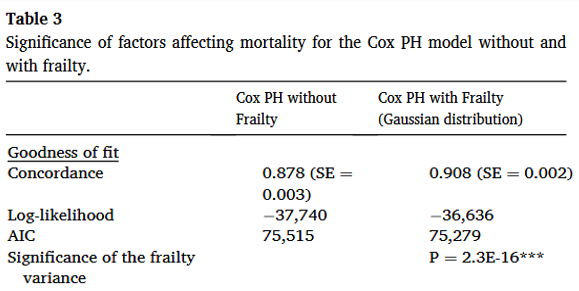 Table 3
Significance of factors affecting mortality for the Cox PH model without and
with frailty.
Cox PH without Cox PH with Frailty
Frailty (Gaussian distribution)
Goodness of fit
Concordance 0.878 (SE = 0.908 (SE = 0.002)
0.003)
Log-likelihood −37,740 −36,636
AIC 75,515 75,279
Significance of the frailty P = 2.3E-16***
variance